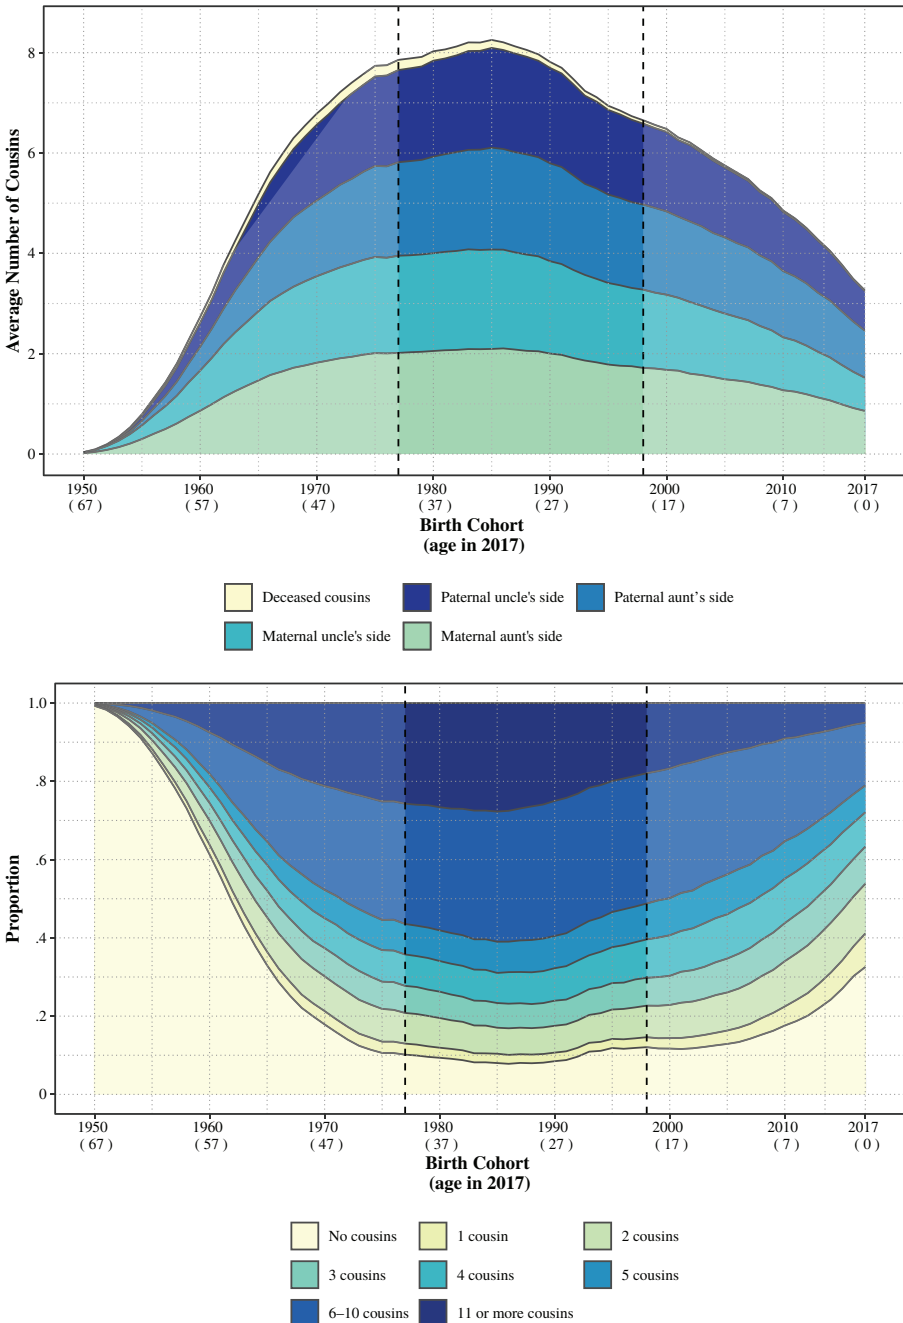 8
6
4
2
0
Average Number of Cousins
1950 1960 1970 1980 1990 2000 2010 2017
( 67 ) ( 57 ) ( 47 ) ( 37 ) ( 27 ) ( 17 ) ( 7 ) ( 0 )
Birth Cohort
(age in 2017)
Deceased cousins Paternal uncle's side Paternal aunt's side
Maternal uncle's side Maternal aunt's side
1.0
.8
.6
.4
.2
0
Proportion
1950 1960 1970 1980 1990 2000 2010 2017
( 67 ) ( 57 ) ( 47 ) ( 37 ) ( 27 ) ( 17 ) ( 7 ) ( 0 )
Birth Cohort
(age in 2017)
No cousins 1 cousin 2 cousins
3 cousins 4 cousins 5 cousins
6–10 cousins 11 or more cousins